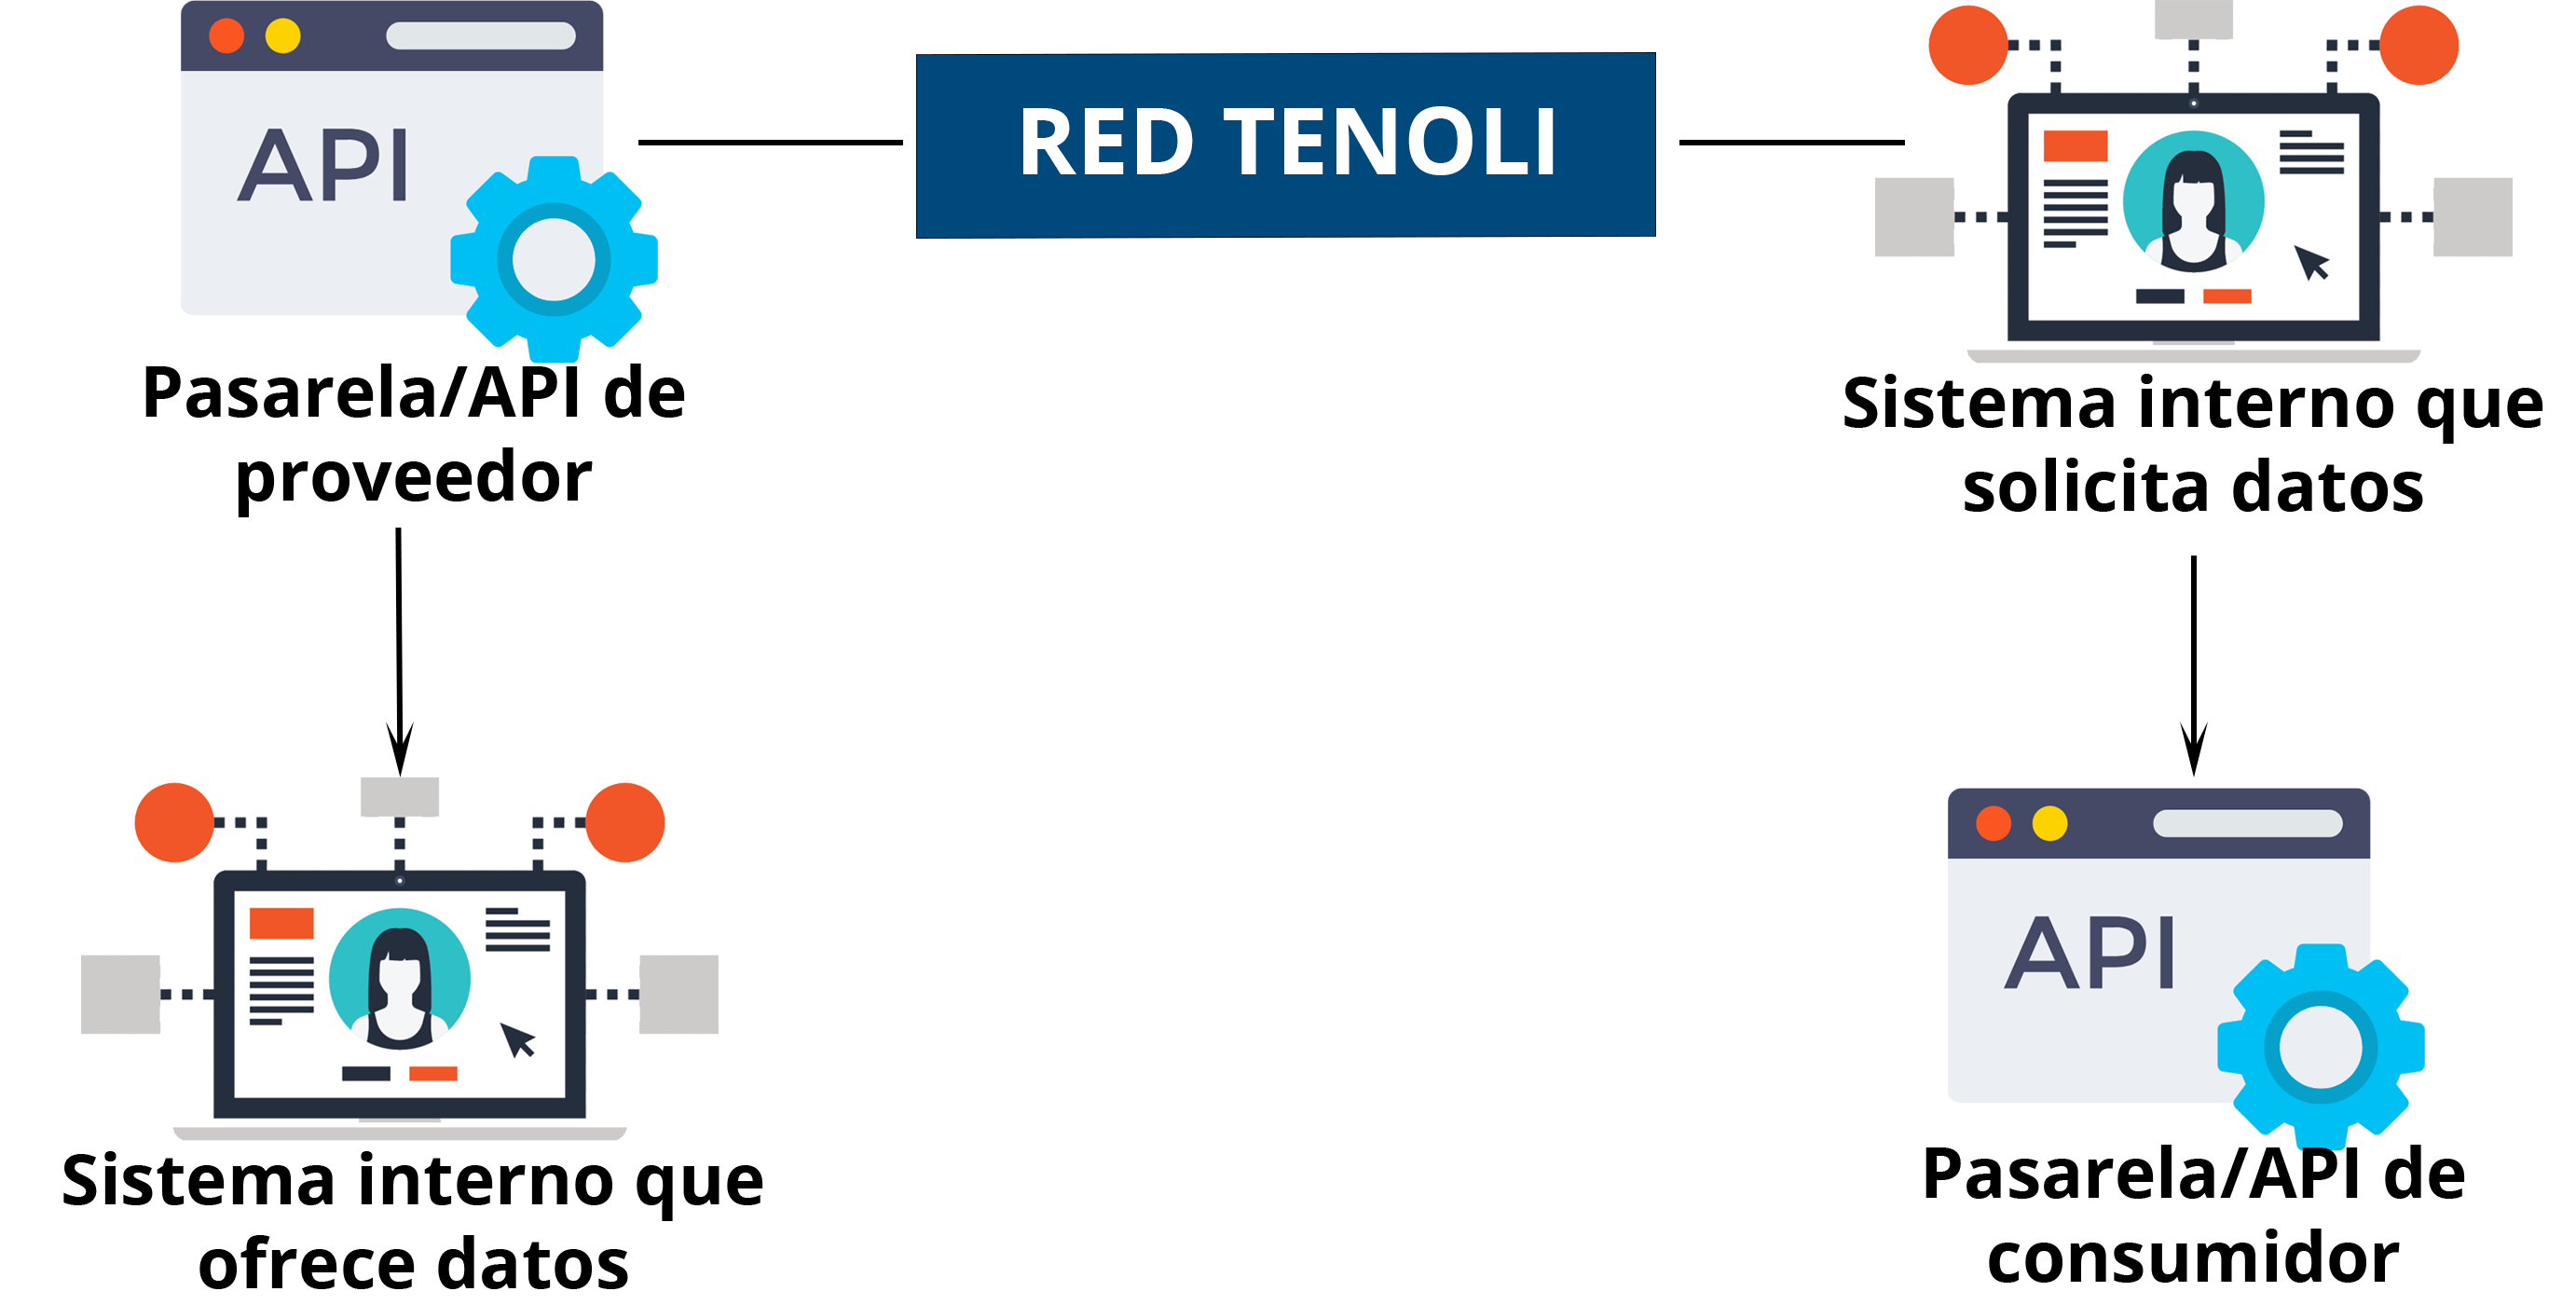 API
RED TENOLI
Pasarela/API de
proveedor
Sistema interno que
solicita datos
Sistema interno que
ofrece datos
API
Pasarela/API de
consumidor